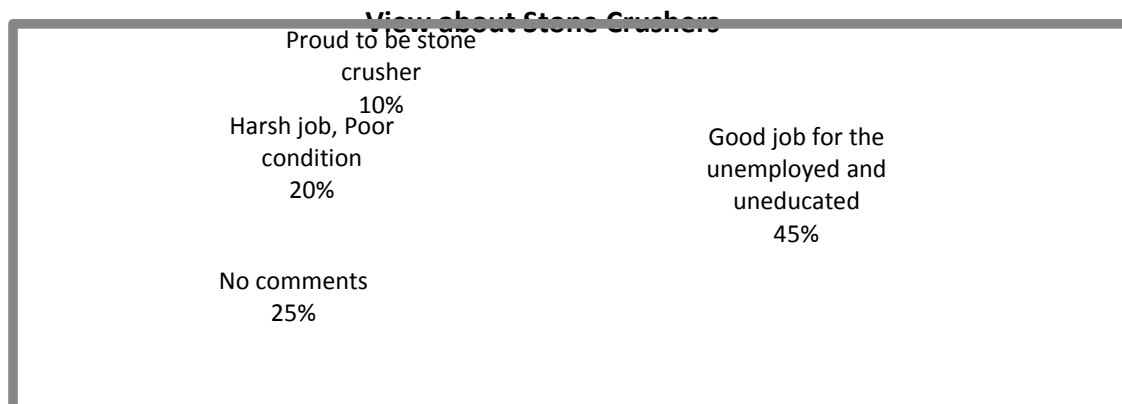 View about Stone Crushers
Proud to be stone
crusher
10%
Harsh job, Poor
condition
20%
Good job for the
unemployed and
uneducated
45%
No comments
25%